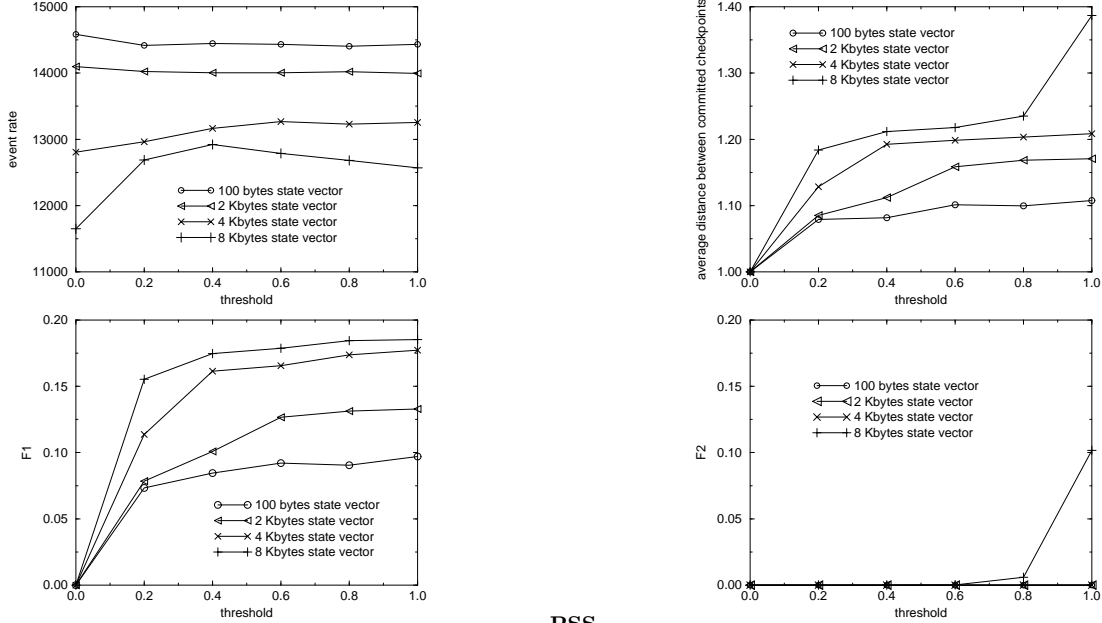 15000
14000
13000
12000
11000
event rate
100 bytes state vector
2 Kbytes state vector
4 Kbytes state vector
8 Kbytes state vector
0.0 0.2 0.4 0.6 0.8 1.0
threshold
1.40
1.30
1.20
1.10
1.00
average distance between committed checkpoints
100 bytes state vector
2 Kbytes state vector
4 Kbytes state vector
8 Kbytes state vector
0.0 0.2 0.4 0.6 0.8 1.0
threshold
0.20
0.15
0.10
0.05
0.00
F1
100 bytes state vector
2 Kbytes state vector
4 Kbytes state vector
8 Kbytes state vector
0.0 0.2 0.4 0.6 0.8 1.0
threshold
0.20
0.15
0.10
0.05
0.00
F2
100 bytes state vector
2 Kbytes state vector
4 Kbytes state vector
8 Kbytes state vector
0.0 0.2 0.4 0.6 0.8 1.0
threshold